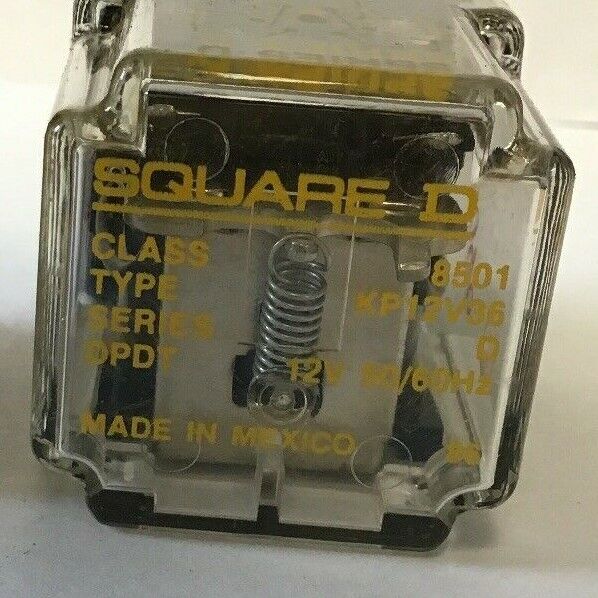 SQUARE D
CLASS 8501
TYPE KP12V36
SERIES D
DPDT 12V 50/60Hz
MADE IN MEXICO